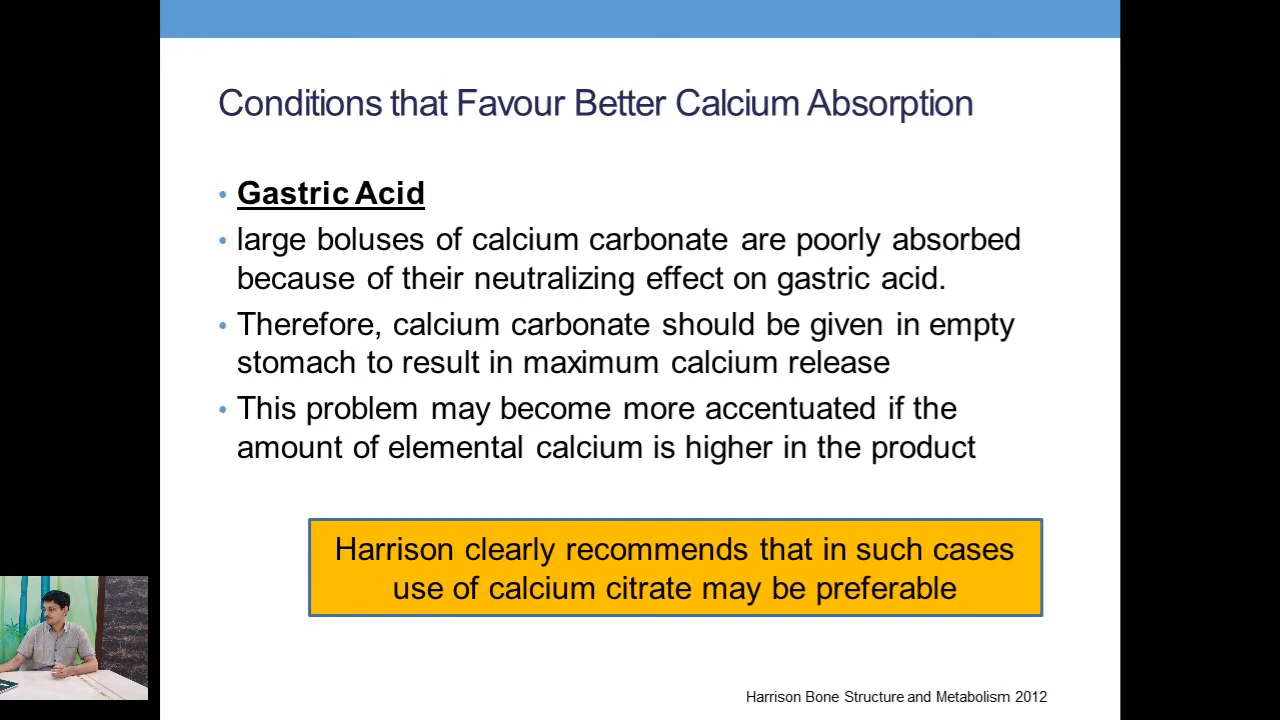 Conditions that Favour Better Calcium Absorption
• Gastric Acid
• large boluses of calcium carbonate are poorly absorbed
because of their neutralizing effect on gastric acid.
• Therefore, calcium carbonate should be given in empty
stomach to result in maximum calcium release
• This problem may become more accentuated if the
amount of elemental calcium is higher in the product
Harrison clearly recommends that in such cases
use of calcium citrate may be preferable
Harrison Bone Structure and Metabolism 2012